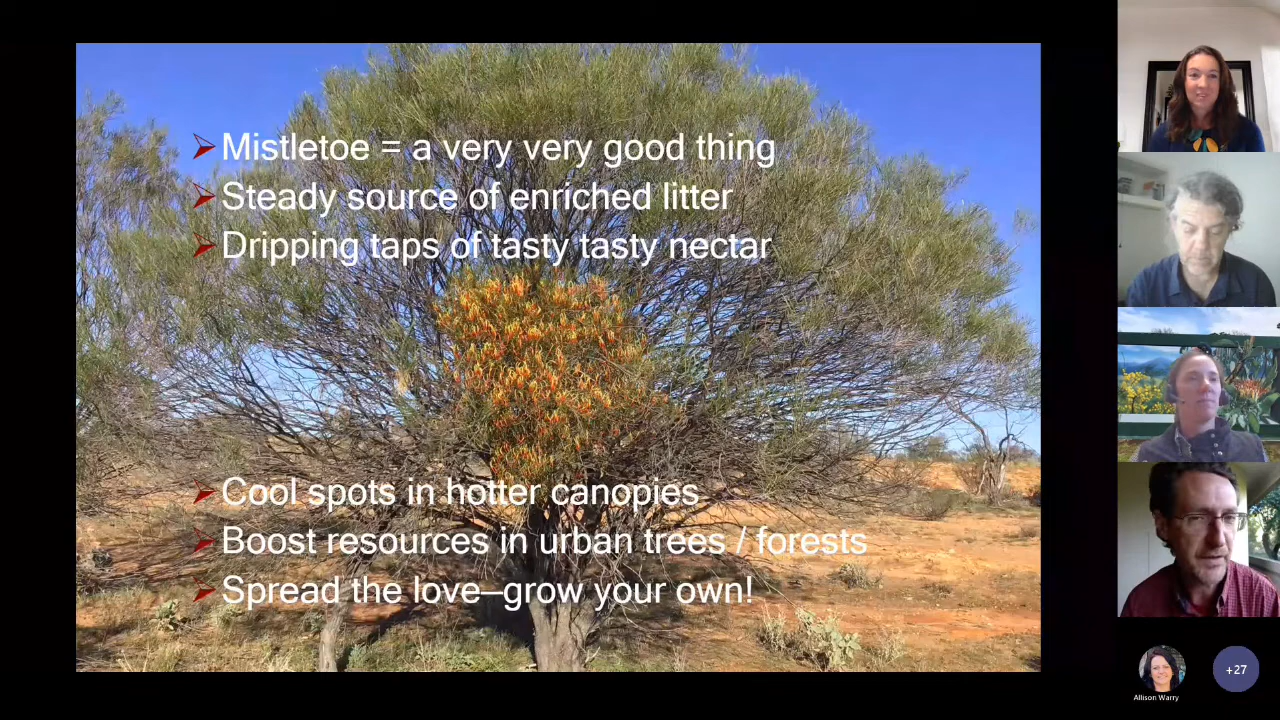 Mistletoe = a very very good thing
Steady source of enriched litter
Dripping taps of tasty tasty nectar
Cool spots in hotter canopies
Boost resources in urban trees / forests
Spread the love–grow your own!
Allison Warry
+27